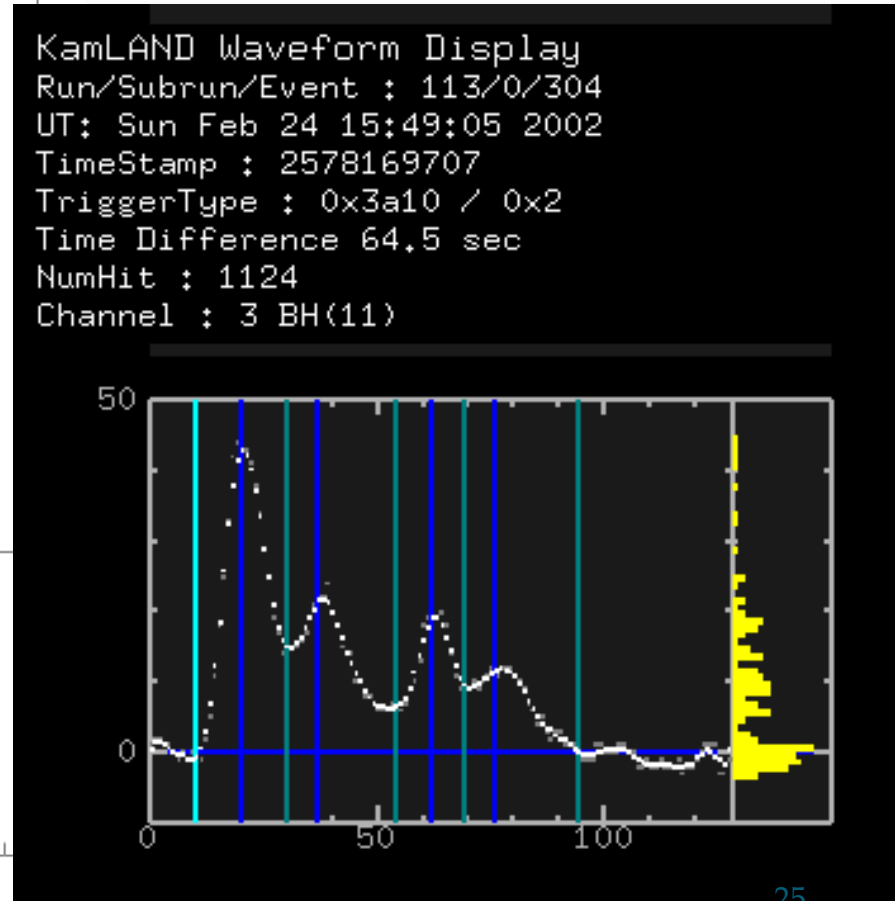 KamLAND Waveform Display
Run/Subrun/Event : 113/0/304
UT: Sun Feb 24 15:49:05 2002
TimeStamp : 2578169707
TriggerType : 0x3a10 / 0x2
Time Difference 64.5 sec
NumHit : 1124
Channel : 3 BH(11)
50
0
0 50 100
25